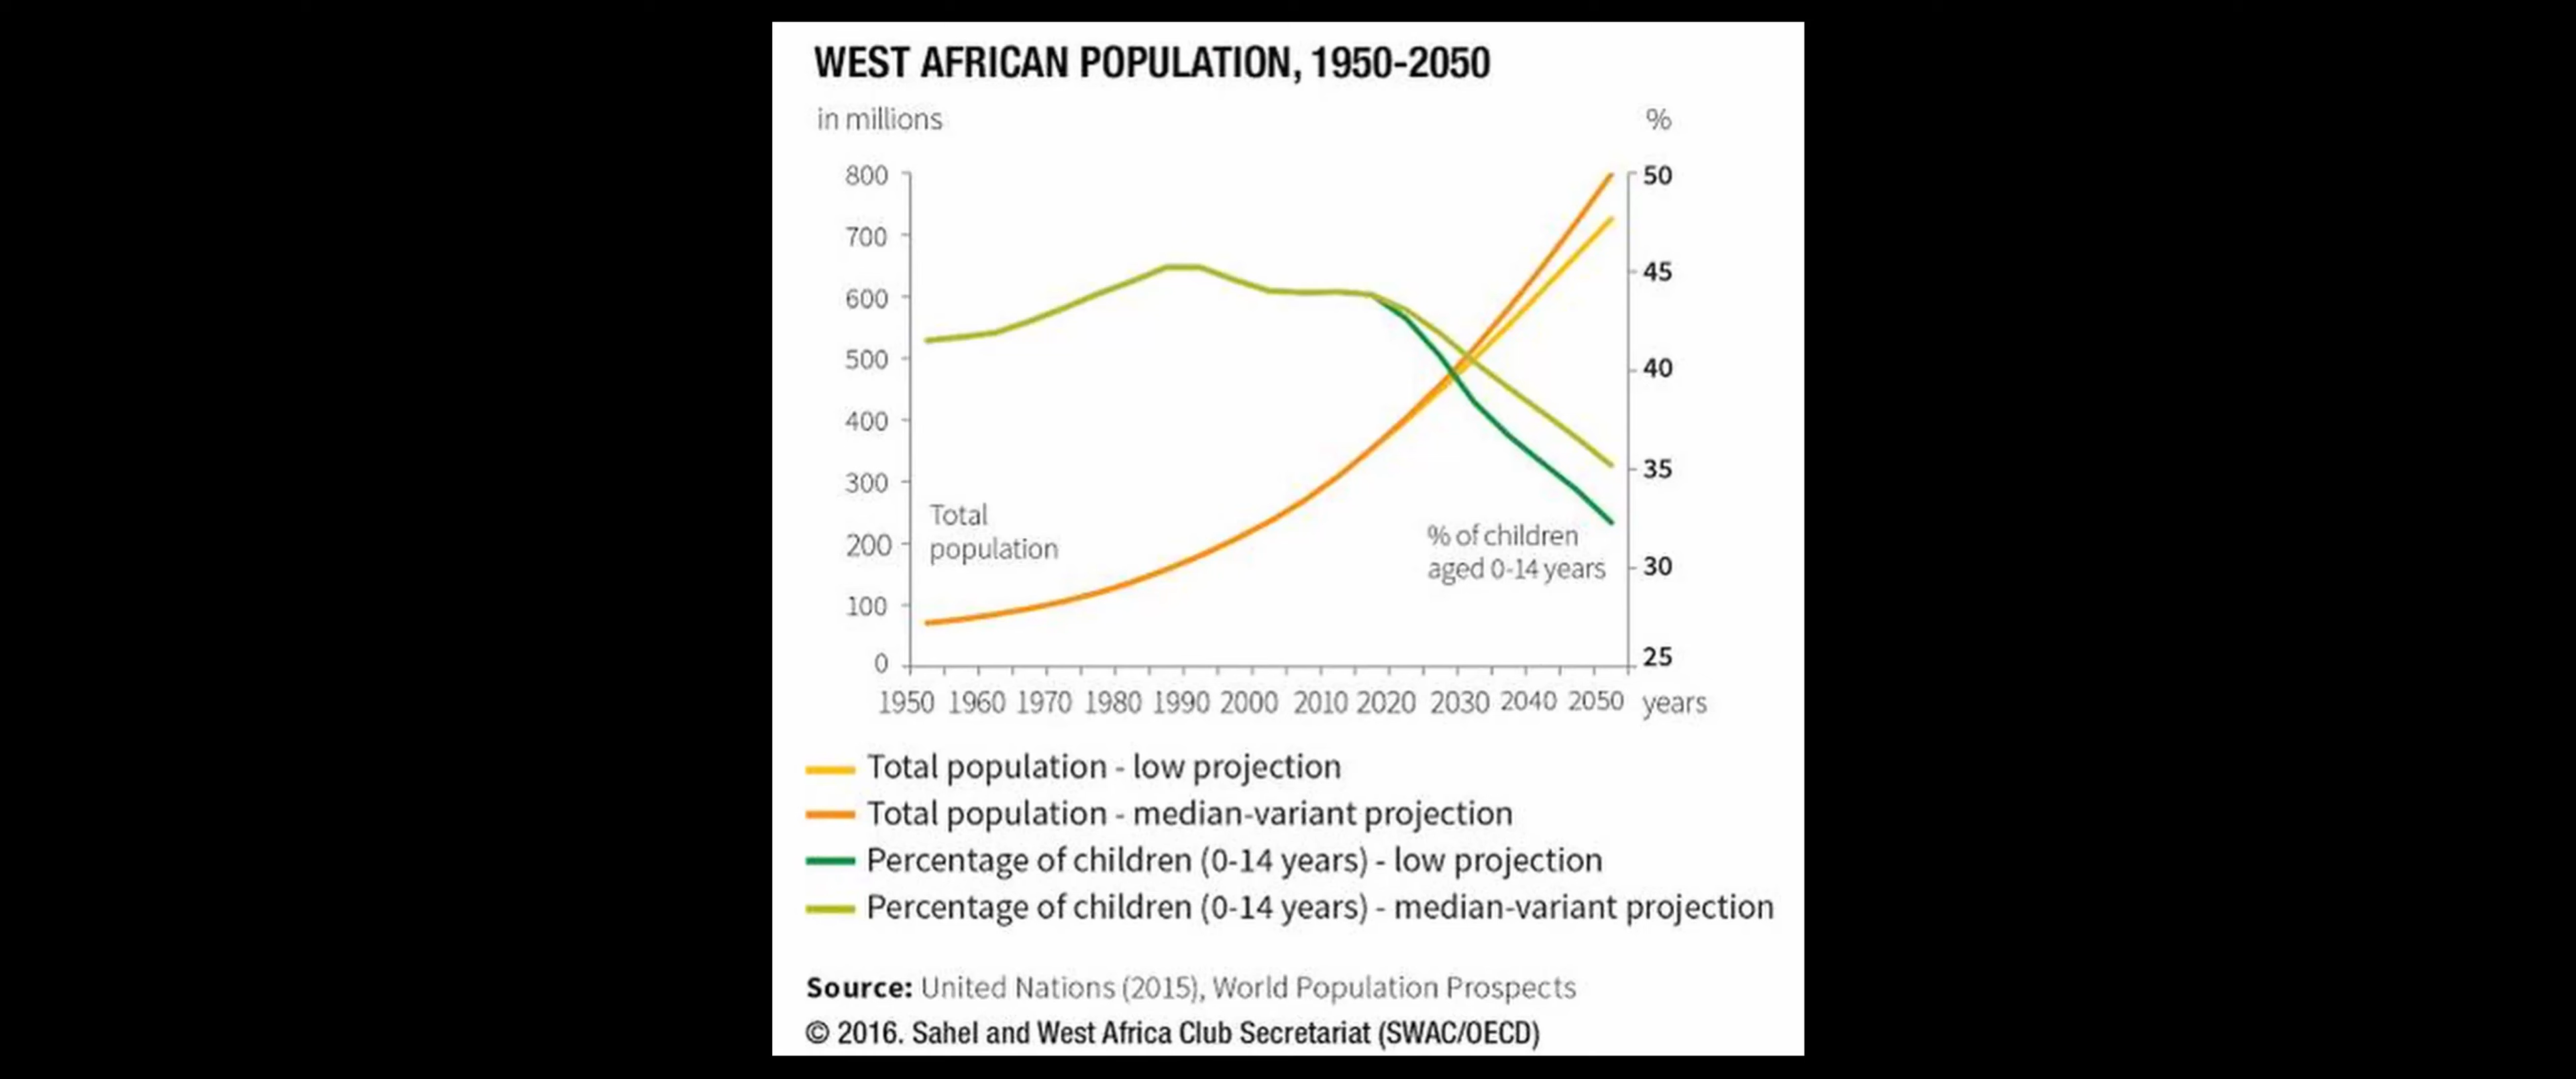 WEST AFRICAN POPULATION, 1950-2050
in millions
%
800
700
600
500
400
300
200
100
0
50
45
40
35
30
25
Total
population
% of children
aged 0-14 years
1950 1960 1970 1980 1990 2000 2010 2020 2030 2040 2050 years
Total population - low projection
Total population - median-variant projection
Percentage of children (0-14 years) - low projection
Percentage of children (0-14 years) - median-variant projection
Source: United Nations (2015), World Population Prospects
© 2016. Sahel and West Africa Club Secretariat (SWAC/OECD)